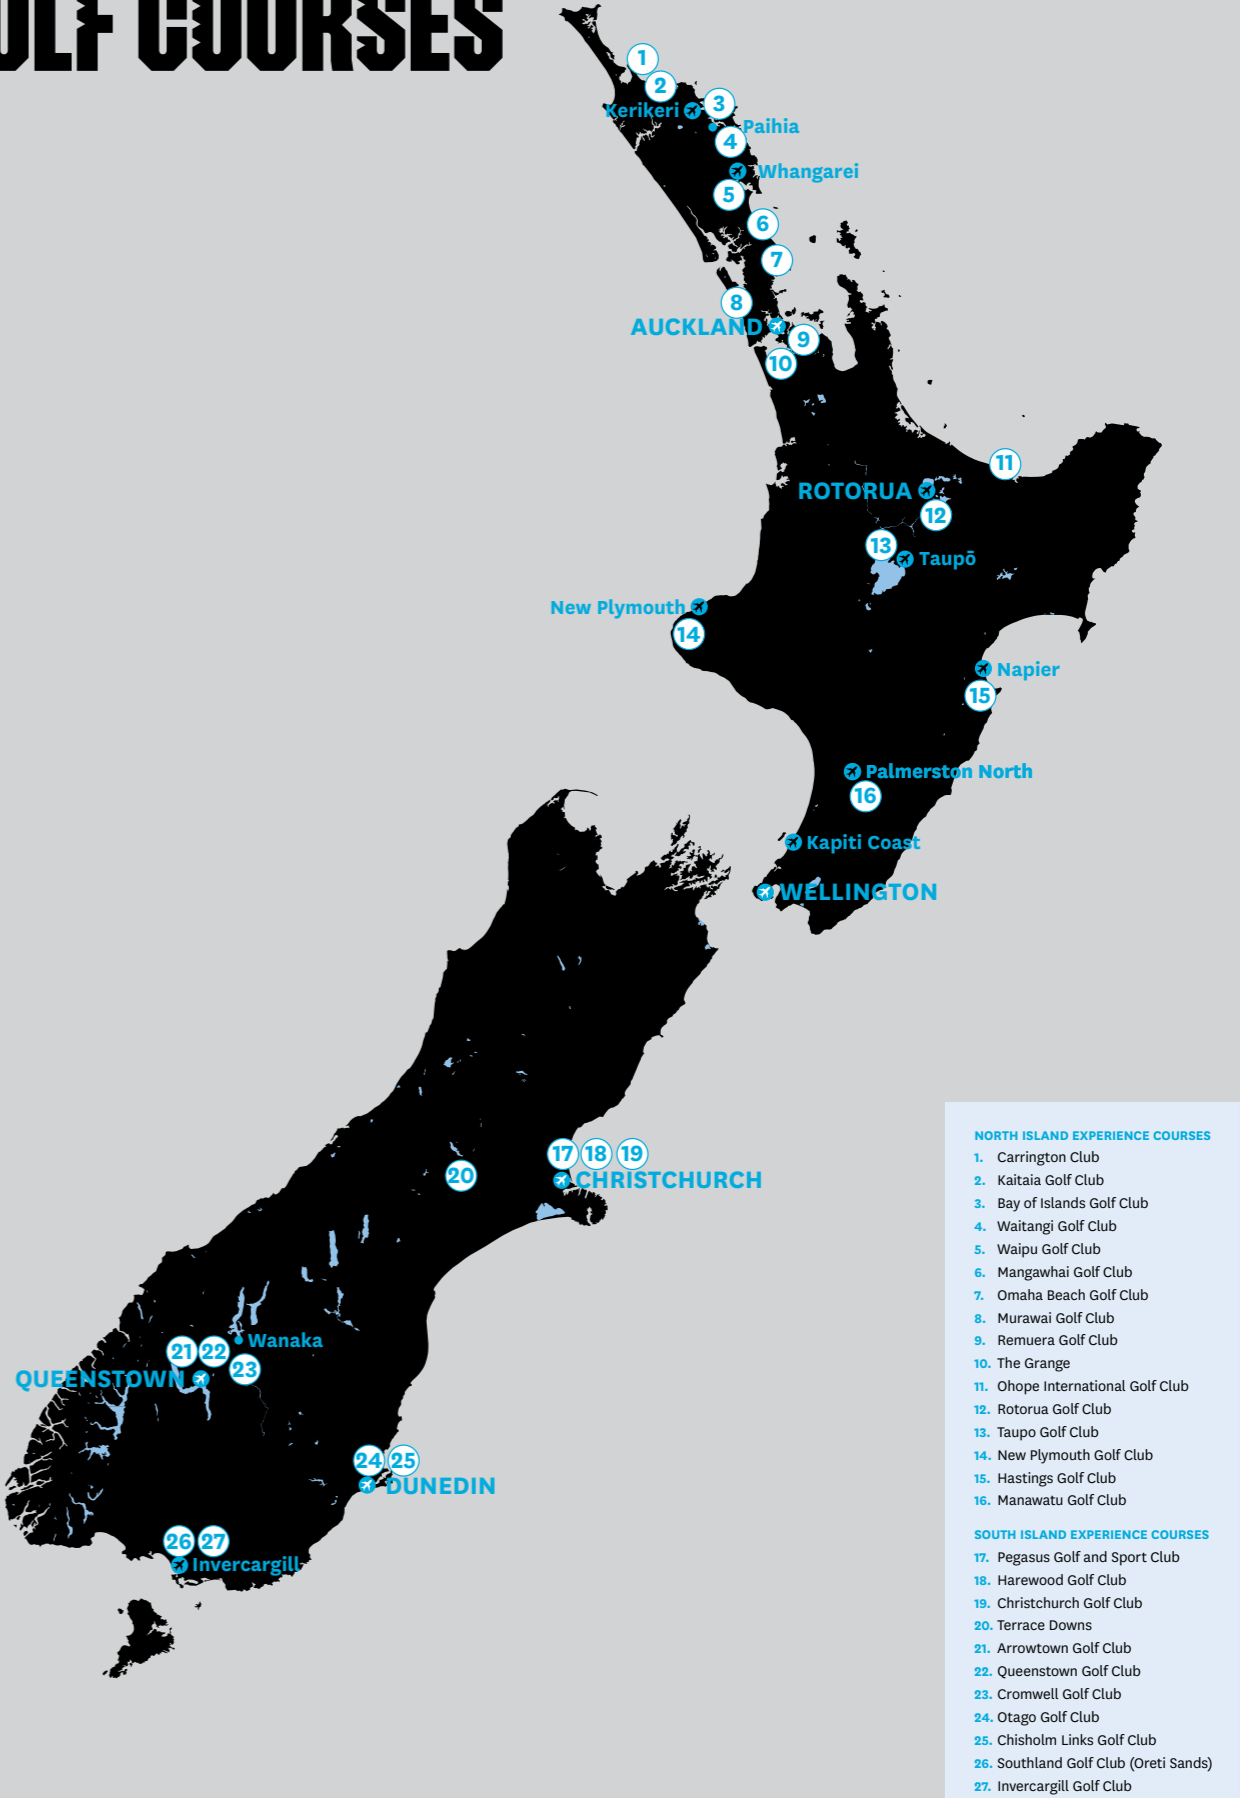 OLF COURSES
1
2
Kerikeri
3
Paihia
4
Whangarei
5
6
7
8
AUCKLAND
9
10
11
ROTORUA
12
13
Taupō
New Plymouth
14
Napier
15
Palmerston North
16
Kapiti Coast
WELLINGTON
17 18 19
20
CHRISTCHURCH
Wanaka
21 22
23
QUEENSTOWN
24 25
DUNEDIN
26 27
Invercargill
NORTH ISLAND EXPERIENCE COURSES
1. Carrington Club
2. Kaitaia Golf Club
3. Bay of Islands Golf Club
4. Waitangi Golf Club
5. Waipu Golf Club
6. Mangawhai Golf Club
7. Omaha Beach Golf Club
8. Murawai Golf Club
9. Remuera Golf Club
10. The Grange
11. Ohope International Golf Club
12. Rotorua Golf Club
13. Taupo Golf Club
14. New Plymouth Golf Club
15. Hastings Golf Club
16. Manawatu Golf Club
SOUTH ISLAND EXPERIENCE COURSES
17. Pegasus Golf and Sport Club
18. Harewood Golf Club
19. Christchurch Golf Club
20. Terrace Downs
21. Arrowtown Golf Club
22. Queenstown Golf Club
23. Cromwell Golf Club
24. Otago Golf Club
25. Chisholm Links Golf Club
26. Southland Golf Club (Oreti Sands)
27. Invercargill Golf Club